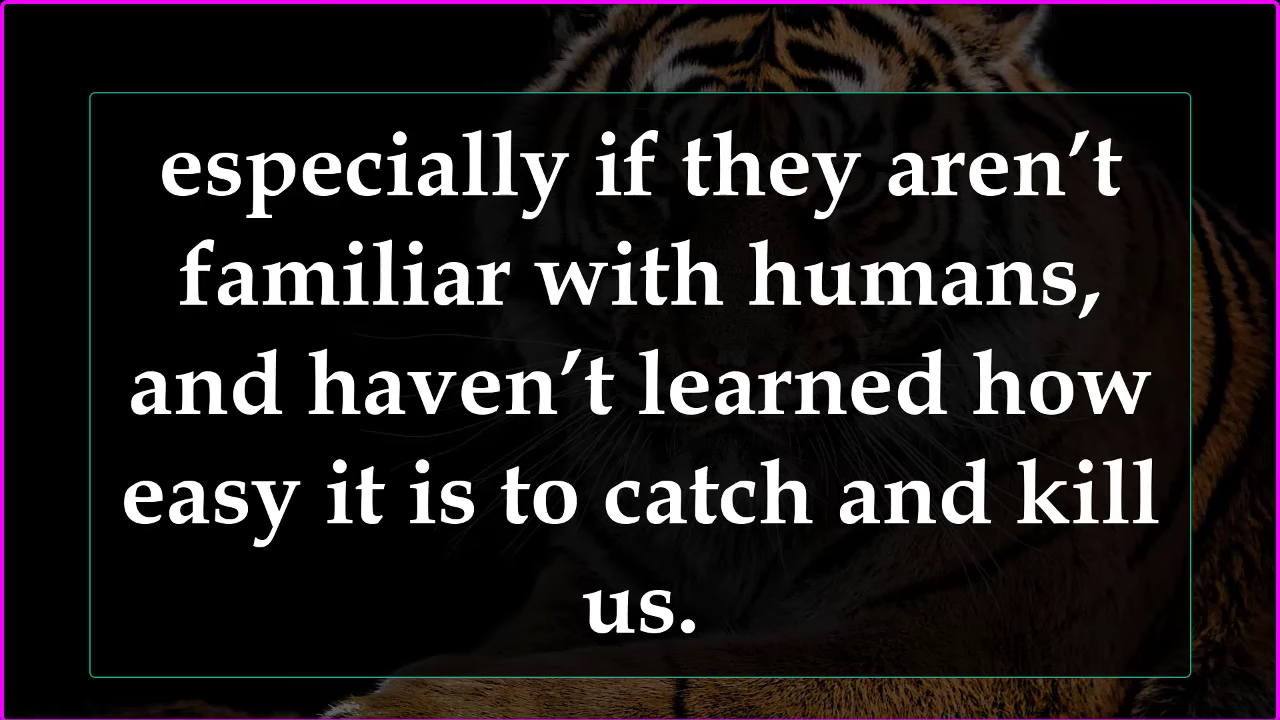 especially if they aren’t
familiar with humans,
and haven’t learned how
easy it is to catch and kill
us.